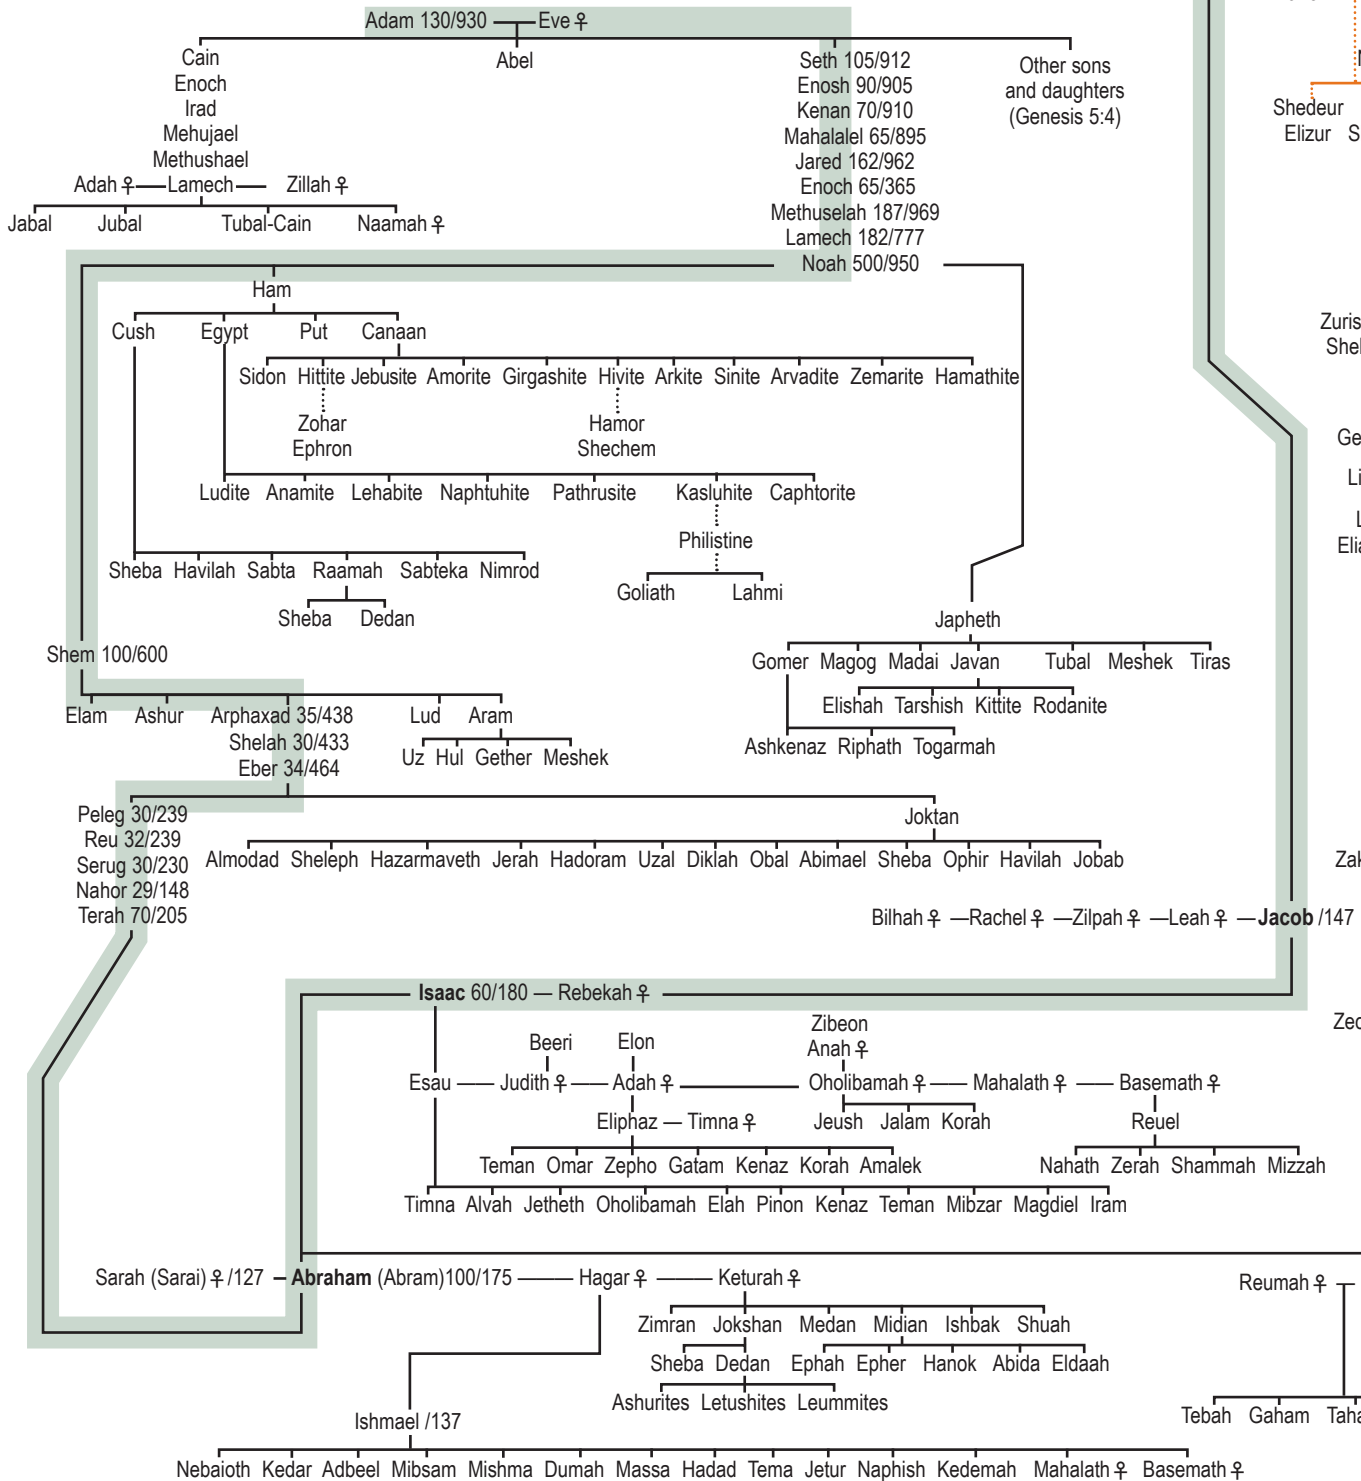 Adam 130/930 Eve ♀
Cain
Enoch
Irad
Mehujael
Methushael
Adah ♀ Lamech Zillah ♀
Jabal Jubal Tubal-Cain Naamah ♀
Abel
Seth 105/912
Enosh 90/905
Kenan 70/910
Mahalalel 65/895
Jared 162/962
Enoch 65/365
Methuselah 187/969
Lamech 182/777
Noah 500/950
Other sons
and daughters
(Genesis 5:4)
Shedeur
Elizur S
Ham
Cush Egypt Put Canaan
Sidon Hittite Jebusite Amorite Girgashite Hivite Arkite Sinite Arvadite Zemarite Hamathite
Zohar
Ephron
Hamor
Shechem
Ludite Anamite Lehabite Naphtuhite Pathrusite Kasluhite Caphtorite
Philistine
Goliath Lahmi
Sheba Havilah Sabta Raamah Sabteka Nimrod
Sheba Dedan
Zuris
Shel
Ge
Li
L
Elia
Japheth
Gomer Magog Madai Javan Tubal Meshek Tiras
Elishah Tarshish Kittite Rodanite
Ashkenaz Riphath Togarmah
Shem 100/600
Elam Ashur Arphaxad 35/438 Lud Aram
Shelah 30/433
Eber 34/464
Uz Hul Gether Meshek
Peleg 30/239
Reu 32/239
Serug 30/230
Nahor 29/148
Terah 70/205
Joktan
Almodad Sheleph Hazarmaveth Jerah Hadoram Uzal Diklah Obal Abimael Sheba Ophir Havilah Jobab
Zak
Bilhah ♀ —Rachel ♀ —Zilpah ♀ —Leah ♀ —Jacob /147
Isaac 60/180 — Rebekah ♀
Zec
Beeri Elon Zibeon
Anah ♀
Esau Judith ♀ Adah ♀ Oholibamah ♀ Mahalath ♀ Basemath ♀
Eliphaz — Timna ♀ Jeush Jalam Korah Reuel
Teman Omar Zepho Gatam Kenaz Korah Amalek Nahath Zerah Shammah Mizzah
Timna Alvah Jetheth Oholibamah Elah Pinon Kenaz Teman Mibzar Magdiel Iram
Sarah (Sarai) ♀ /127 – Abraham (Abram)100/175 Hagar ♀ Keturah ♀ Reumah ♀
Zimran Jokshan Medan Midian Ishbak Shuah
Sheba Dedan Ephah Epher Hanok Abida Eldaah
Ashurites Letushites Leummites
Tebah Gaham Taha
Ishmael /137
Nebaioth Kedar Adbeel Mibsam Mishma Dumah Massa Hadad Tema Jetur Naphish Kedemah Mahalath ♀ Basemath ♀